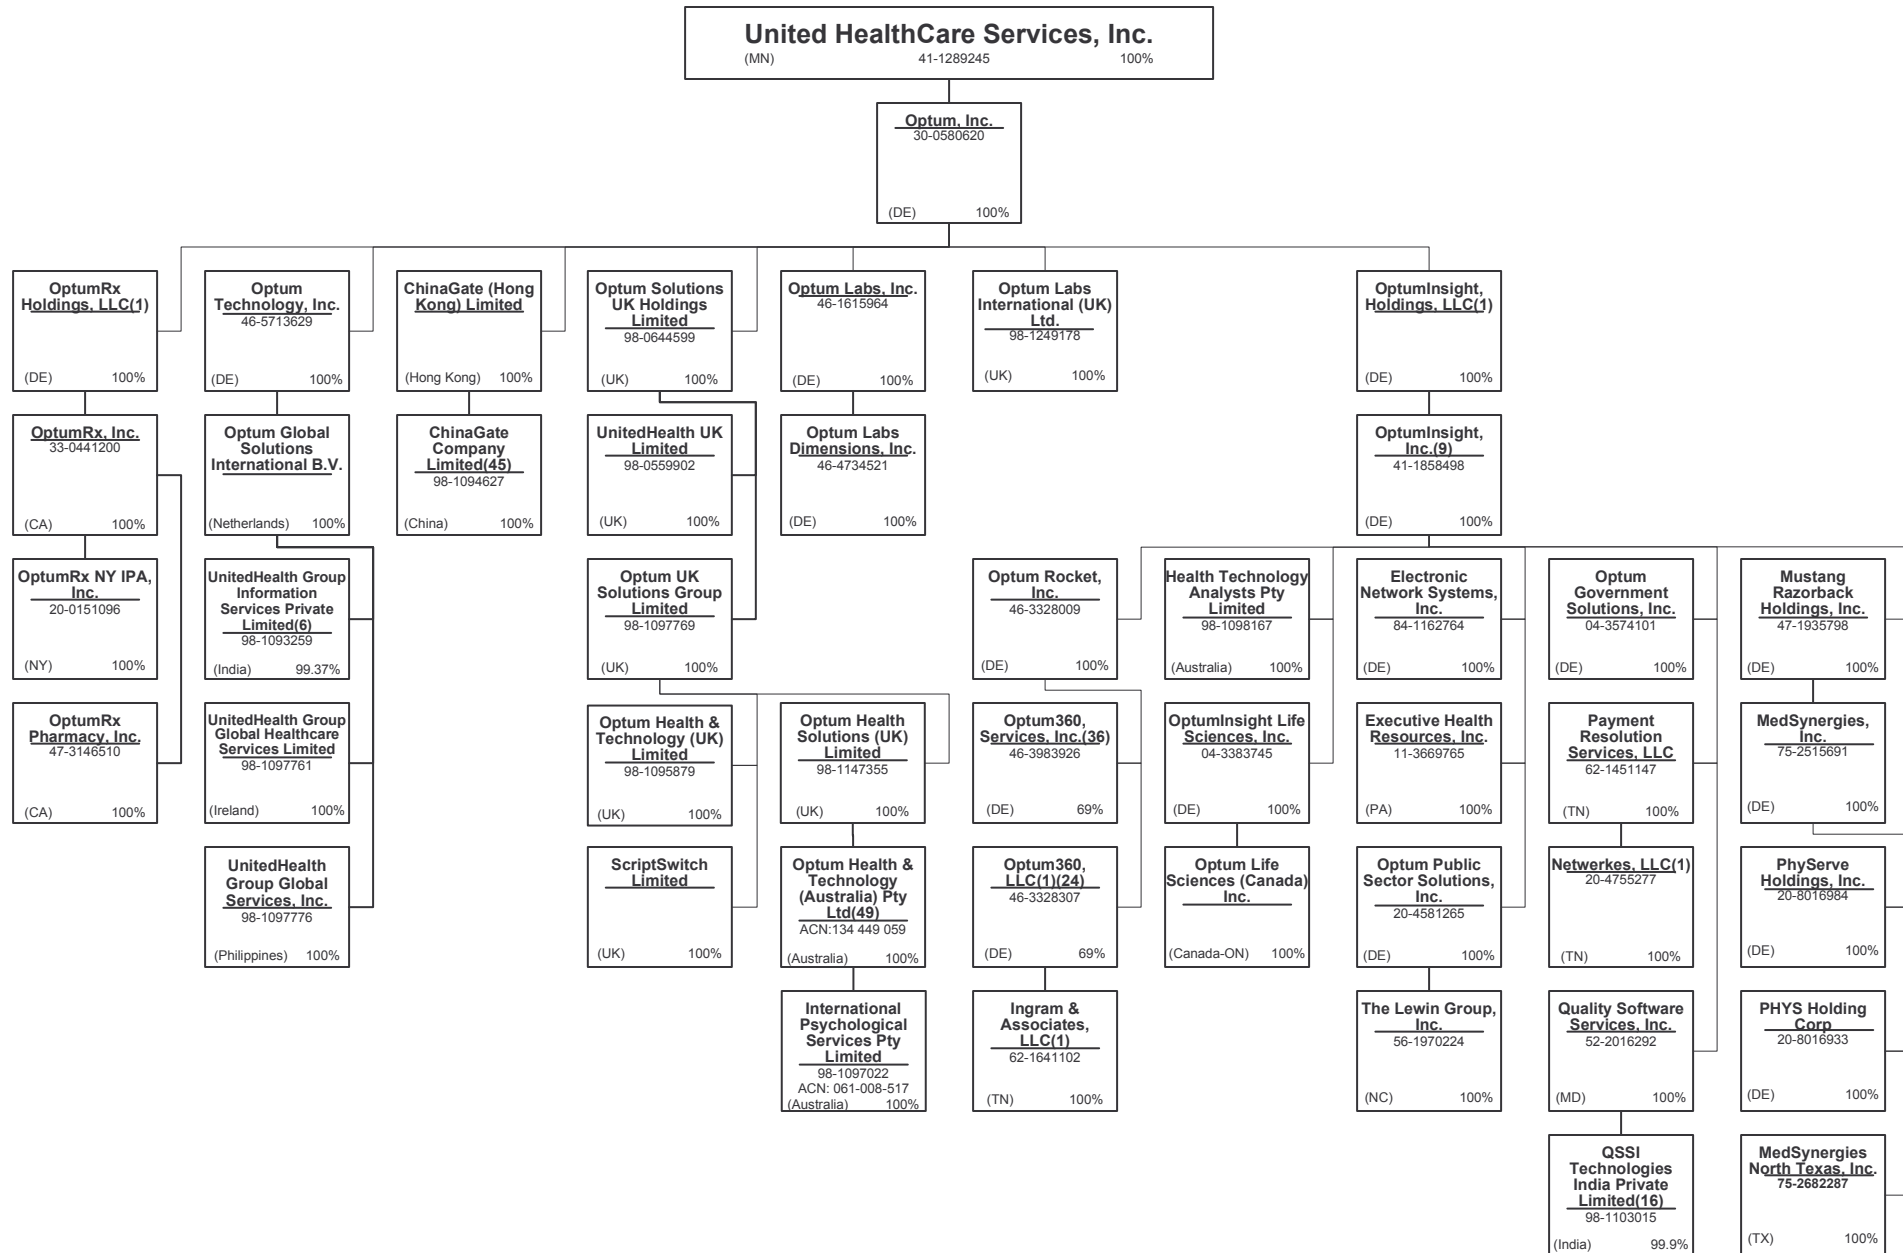 United HealthCare Services, Inc.
(MN) 41-1289245 100%
Optum, Inc.
30-0580620
(DE) 100%
OptumRx
Holdings, LLC(1)
(DE) 100%
Optum
Technology, Inc.
46-5713629
(DE) 100%
ChinaGate (Hong
Kong) Limited
(Hong Kong) 100%
Optum Solutions
UK Holdings
Limited
98-0644599
(UK) 100%
Optum Labs, Inc.
46-1615964
(DE) 100%
Optum Labs
International (UK)
Ltd.
98-1249178
(UK) 100%
OptumInsight,
Holdings, LLC(1)
(DE) 100%
OptumRx, Inc.
33-0441200
(CA) 100%
Optum Global
Solutions
International B.V.
(Netherlands) 100%
ChinaGate
Company
Limited(45)
98-1094627
(China) 100%
UnitedHealth UK
Limited
98-0559902
(UK) 100%
Optum Labs
Dimensions, Inc.
46-4734521
(DE) 100%
OptumInsight,
Inc.(9)
41-1858498
(DE) 100%
OptumRx NY IPA,
Inc.
20-0151096
(NY) 100%
UnitedHealth Group
Information
Services Private
Limited(6)
98-1093259
(India) 99.37%
Optum UK
Solutions Group
Limited
98-1097769
(UK) 100%
Optum Rocket,
Inc.
46-3328009
(DE) 100%
Health Technology
Analysts Pty
Limited
98-1098167
(Australia) 100%
Electronic
Network Systems,
Inc.
84-1162764
(DE) 100%
Optum
Government
Solutions, Inc.
04-3574101
(DE) 100%
Mustang
Razorback
Holdings, Inc.
47-1935798
(DE) 100%
OptumRx
Pharmacy, Inc.
47-3146510
(CA) 100%
UnitedHealth Group
Global Healthcare
Services Limited
98-1097761
(Ireland) 100%
Optum Health &
Technology (UK)
Limited
98-1095879
(UK) 100%
Optum Health
Solutions (UK)
Limited
98-1147355
(UK) 100%
Optum360,
Services, Inc.(36)
46-3983926
(DE) 69%
OptumInsight Life
Sciences, Inc.
04-3383745
(DE) 100%
Executive Health
Resources, Inc.
11-3669765
(PA) 100%
Payment
Resolution
Services, LLC
62-1451147
(TN) 100%
MedSynergies,
Inc.
75-2515691
(DE) 100%
UnitedHealth
Group Global
Services, Inc.
98-1097776
(Philippines) 100%
ScriptSwitch
Limited
(UK) 100%
Optum Health &
Technology
(Australia) Pty
Ltd(49)
ACN:134 449 059
(Australia) 100%
Optum360,
LLC(1)(24)
46-3328307
(DE) 69%
Optum Life
Sciences (Canada)
Inc.
(Canada-ON) 100%
Optum Public
Sector Solutions,
Inc.
20-4581265
(DE) 100%
Netwerkes, LLC(1)
20-4755277
(TN) 100%
PhyServe
Holdings, Inc.
20-8016984
(DE) 100%
International
Psychological
Services Pty
Limited
98-1097022
ACN: 061-008-517
(Australia) 100%
Ingram &
Associates,
LLC(1)
62-1641102
(TN) 100%
The Lewin Group,
Inc.
56-1970224
(NC) 100%
Quality Software
Services, Inc.
52-2016292
(MD) 100%
PHYS Holding
Corp
20-8016933
(DE) 100%
QSSI
Technologies
India Private
Limited(16)
98-1103015
(India) 99.9%
MedSynergies
North Texas, Inc.
75-2682287
(TX) 100%